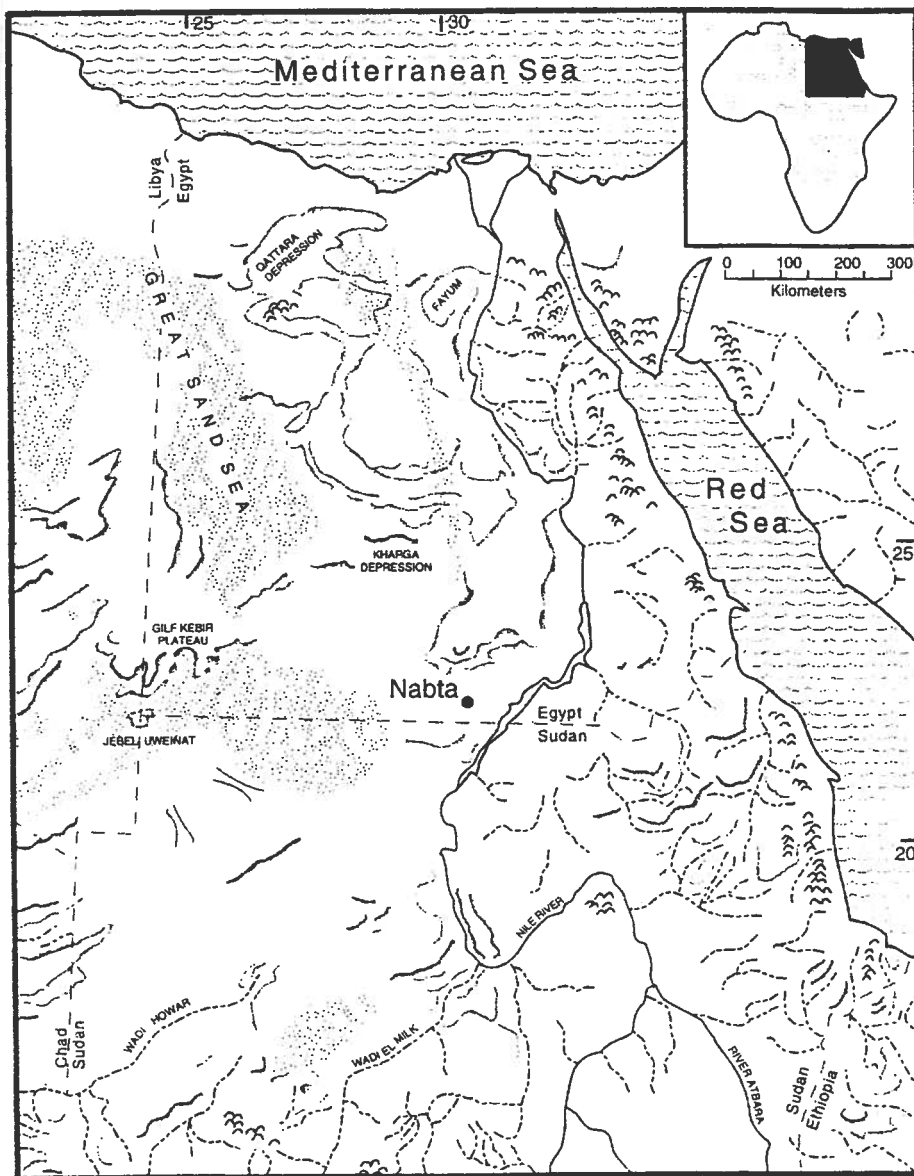 25
30
Mediterranean Sea
Libya
Egypt
QATTARA
DEPRESSION
FAYUM
0 100 200 300
Kilometers
GREAT SAND SEA
Red
Sea
KHARGA
DEPRESSION
25
GILF KEBIR
PLATEAU
Nabta
Egypt
Sudan
JEBEL UWEINAT
20
NILE RIVER
Chad
Sudan
WADI HOWAR
WADI EL MILK
RIVER ATBARA
Sudan
Ethiopia